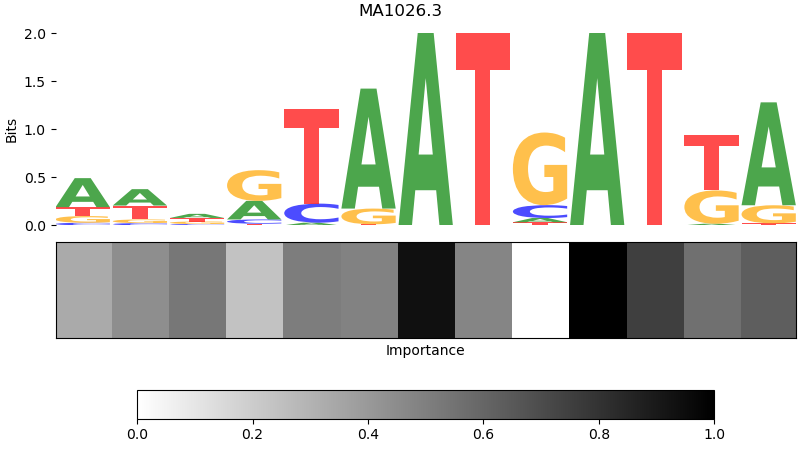 MA1026.3
2.0
1.5
1.0
0.5
0.0
Bits
A A A G T A A T G A T T A
T T T A C G C G G
G G G C A T A A T
C C C T T
Importance
0.0 0.2 0.4 0.6 0.8 1.0